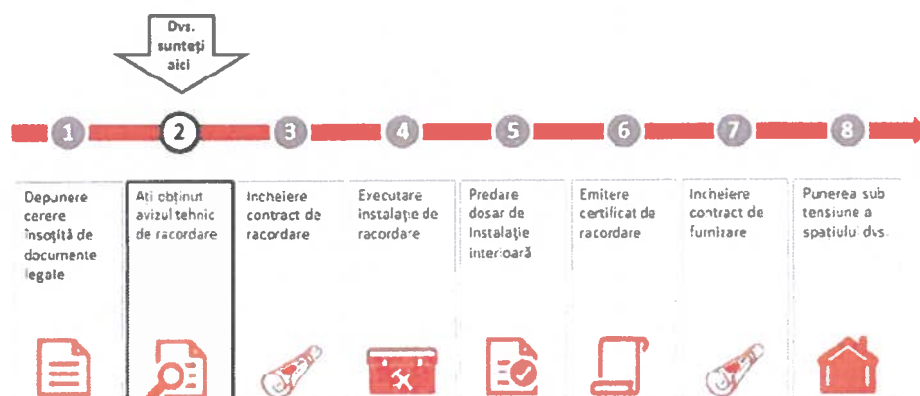 Dvs.
sunteți
aici
1
2
3
4
5
6
7
8
Depunere
cerere
însoțită de
documente
legale
Ați obținut
avizul tehnic
de racordare
Incheiere
contract de
racordare
Executare
instalație de
racordare
Predare
dosar de
Instalație
interioară
Emitere
certificat de
racordare
Incheiere
contract de
furnizare
Punerea sub
tensiune a
spațiului dvs.